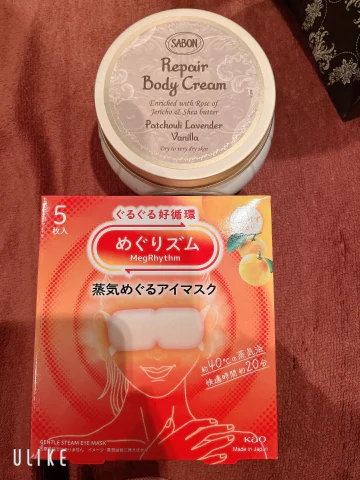 SABON
Repair
Body Cream
Enriched with Rose of
Jericho & Shea butter
Patchouli Lavender
Vanilla
Dry to very dry skin
5
枚入
ぐるぐる好循環
めぐりズム
MegRhythm
蒸気めぐるアイマスク
約40℃の蒸気浴
快適時間 約20分
GENTLE STEAM EYE MASK
Kao
Made in Japan
ULIKE